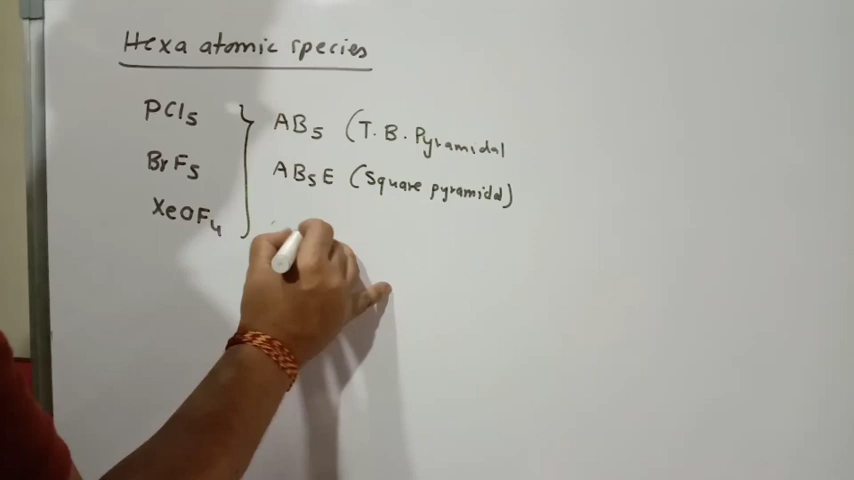 Hexa atomic species
PCl₅ } AB₅ (T.B. Pyramidal
BrF₅ AB₅E (Square pyramidal)
XeOF₄